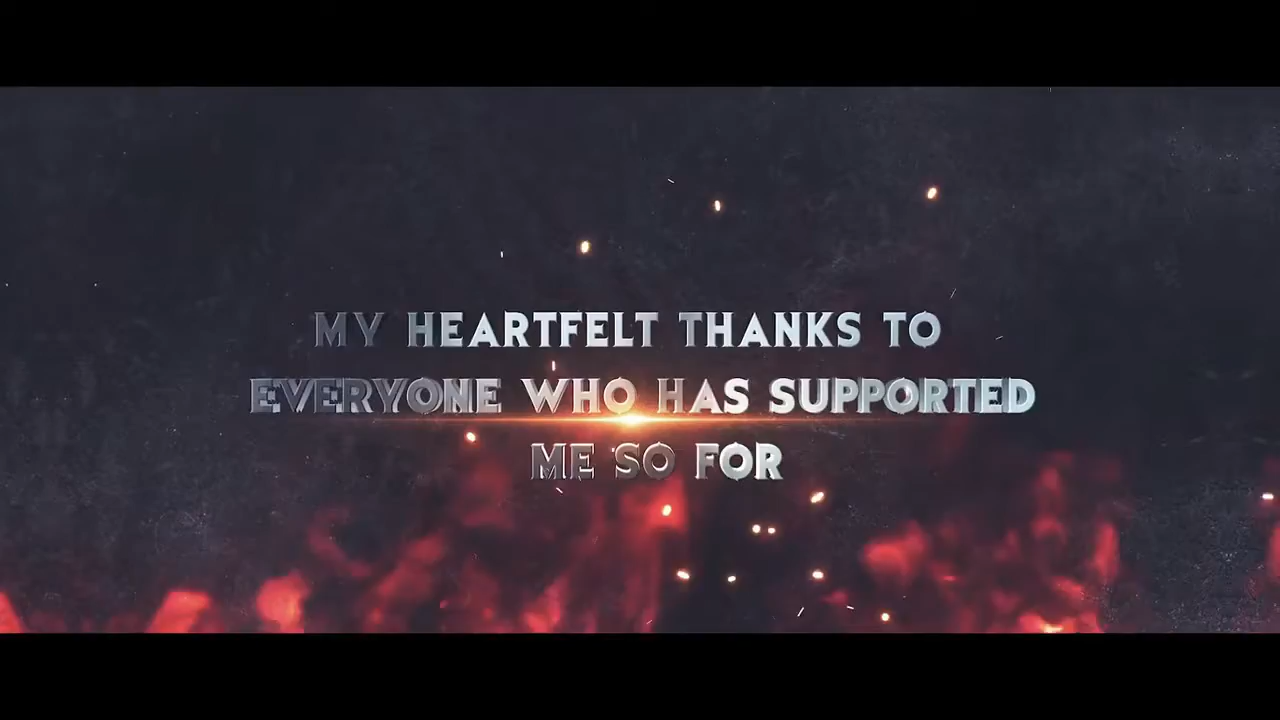 MY HEARTFELT THANKS TO
EVERYONE WHO HAS SUPPORTED
ME SO FOR